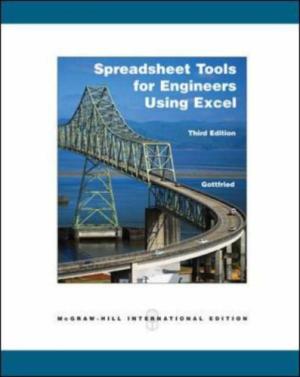 Spreadsheet Tools
for Engineers
Using Excel
Third Edition
Gottfried
McGRAW-HILL INTERNATIONAL EDITION